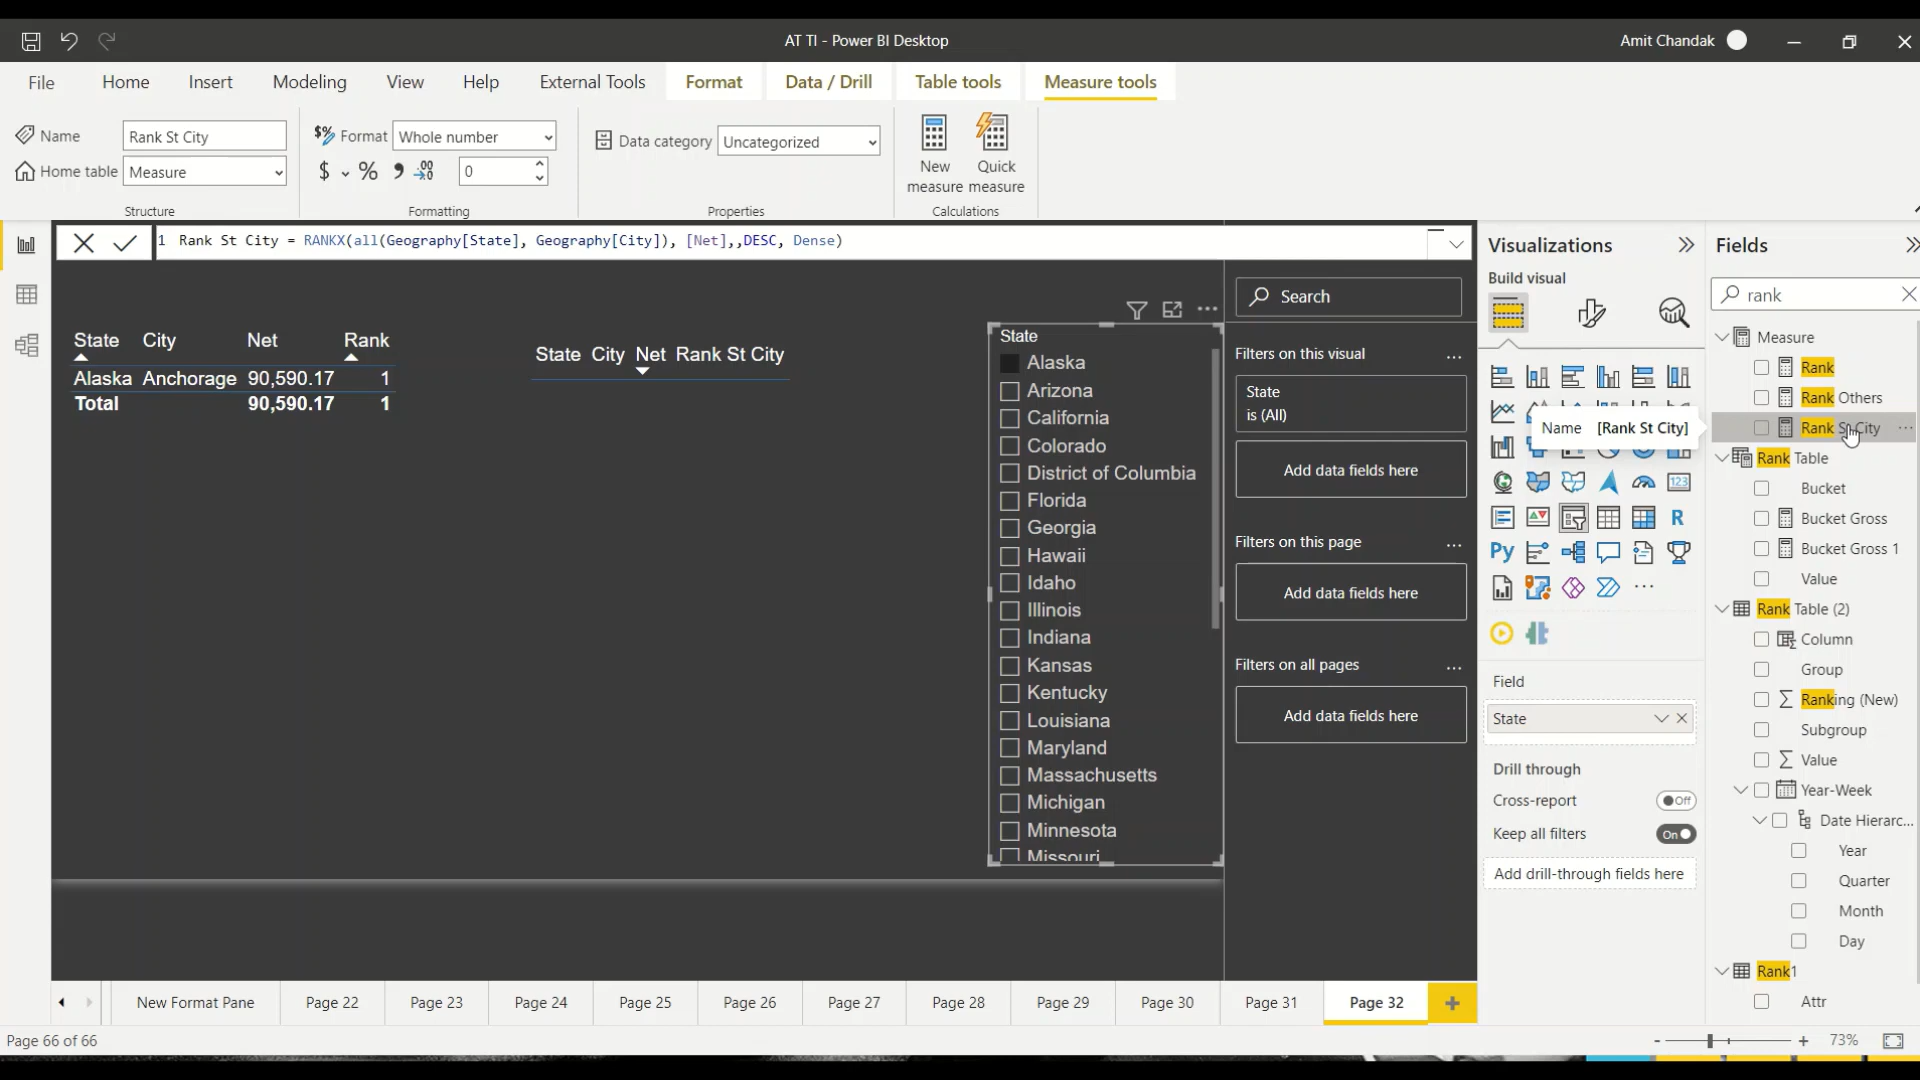 AT TI - Power BI Desktop
Amit Chandak
File Home Insert Modeling View Help External Tools Format Data / Drill Table tools Measure tools
Name Rank St City
Home table Measure
Structure
Format Whole number
$ % 0
Formatting
Data category Uncategorized
Properties
New measure
Quick measure
Calculations
1 Rank St City = RANKX(all(Geography[State], Geography[City]), [Net],,DESC, Dense)
State City Net Rank
Alaska Anchorage 90,590.17 1
Total 90,590.17 1
State City Net Rank St City
State
Alaska
Arizona
California
Colorado
District of Columbia
Florida
Georgia
Hawaii
Idaho
Illinois
Indiana
Kansas
Kentucky
Louisiana
Maryland
Massachusetts
Michigan
Minnesota
Missouri
Search
Filters on this visual ...
State
is (All)
Add data fields here
Filters on this page ...
Add data fields here
Filters on all pages ...
Add data fields here
Visualizations
Build visual
Name [Rank St City]
123
R
Py
Field
State
Drill through
Cross-report Off
Keep all filters On
Add drill-through fields here
Fields
rank
Measure
Rank
Rank Others
Rank St City
Rank Table
Bucket
Bucket Gross
Bucket Gross 1
Value
Rank Table (2)
Column
Group
Ranking (New)
Subgroup
Value
Year-Week
Date Hierarc...
Year
Quarter
Month
Day
Rank1
Attr
New Format Pane Page 22 Page 23 Page 24 Page 25 Page 26 Page 27 Page 28 Page 29 Page 30 Page 31 Page 32 +
Page 66 of 66
- + 73%